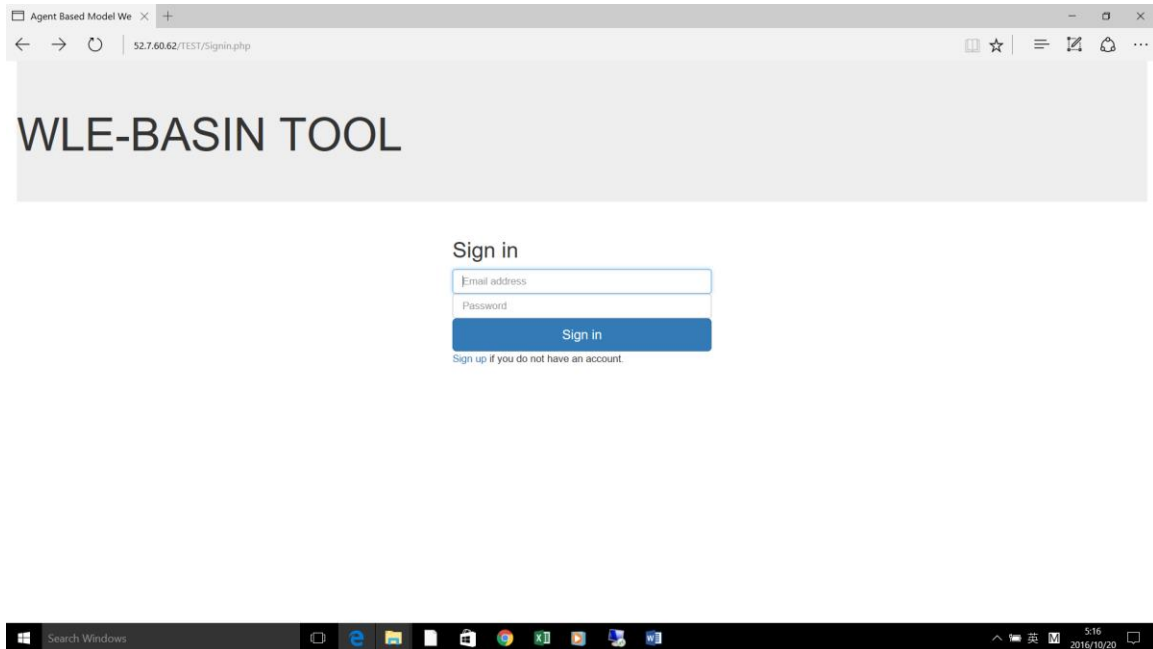 Agent Based Model We
52.7.60.62/TEST/Signin.php
WLE-BASIN TOOL
Sign in
Email address
Password
Sign in
Sign up if you do not have an account.
Search Windows
英 M 5:16
2016/10/20